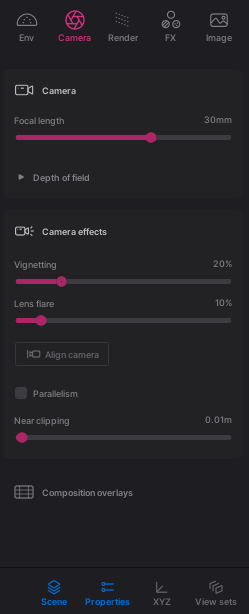 Env Camera Render FX Image
Camera
Focal length 30mm
Depth of field
Camera effects
Vignetting 20%
Lens flare 10%
Align camera
Parallelism
Near clipping 0.01m
Composition overlays
Scene Properties XYZ View sets